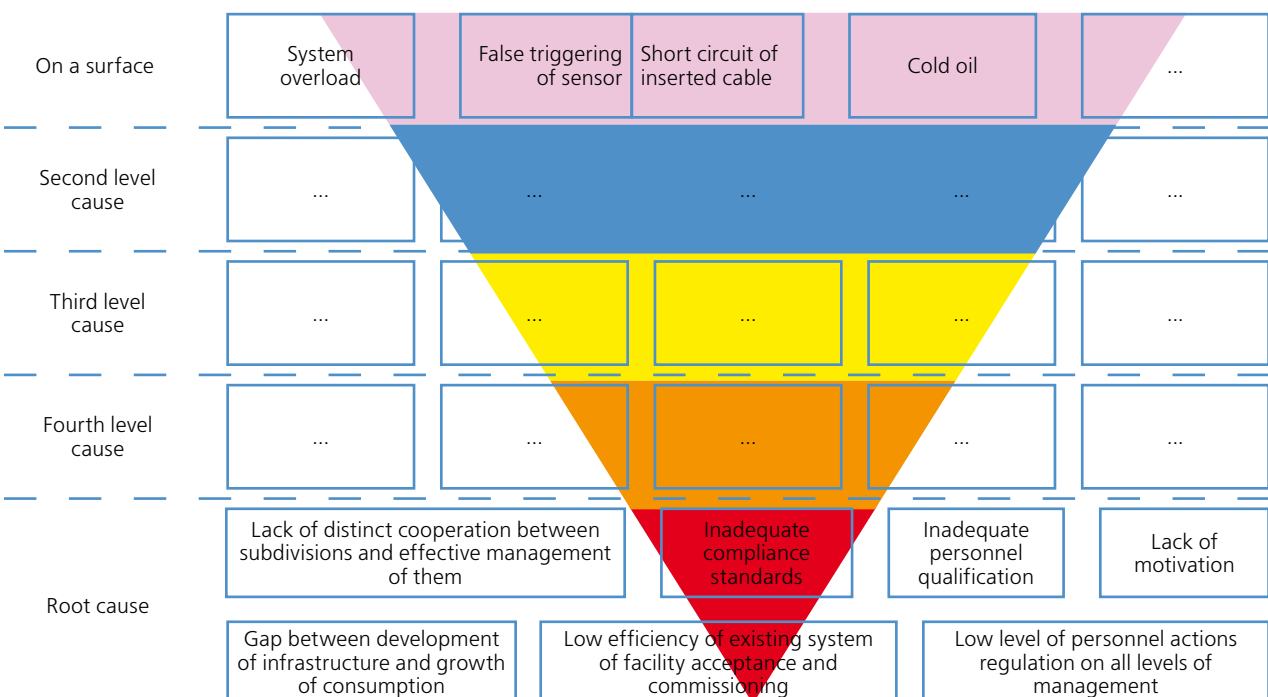 On a surface
System
overload
False triggering
of sensor
Short circuit of
inserted cable
Cold oil
...
Second level
cause
...
...
...
...
...
Third level
cause
...
...
...
...
...
Fourth level
cause
...
...
...
...
...
Root cause
Lack of distinct cooperation between
subdivisions and effective management
of them
Inadequate
compliance
standards
Inadequate
personnel
qualification
Lack of
motivation
Gap between development
of infrastructure and growth
of consumption
Low efficiency of existing system
of facility acceptance and
commissioning
Low level of personnel actions
regulation on all levels of
management